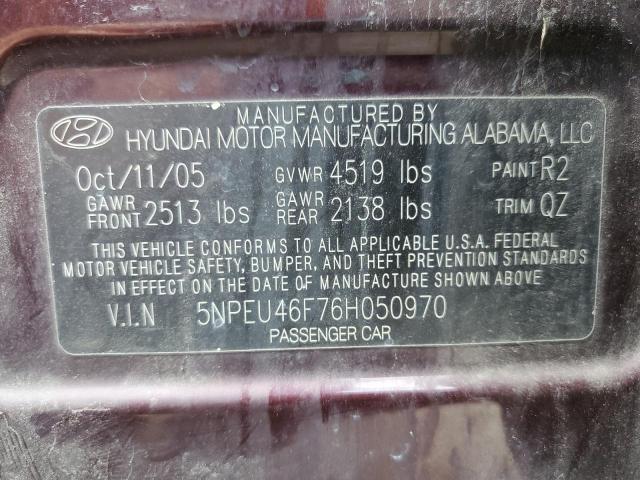 MANUFACTURED BY
HYUNDAI MOTOR MANUFACTURING ALABAMA, LLC
Oct/11/05 GVWR 4519 lbs PAINT R2
GAWR FRONT 2513 lbs GAWR REAR 2138 lbs TRIM QZ
THIS VEHICLE CONFORMS TO ALL APPLICABLE U.S.A. FEDERAL
MOTOR VEHICLE SAFETY, BUMPER, AND THEFT PREVENTION STANDARDS
IN EFFECT ON THE DATE OF MANUFACTURE SHOWN ABOVE
V.I.N 5NPEU46F76H050970
PASSENGER CAR